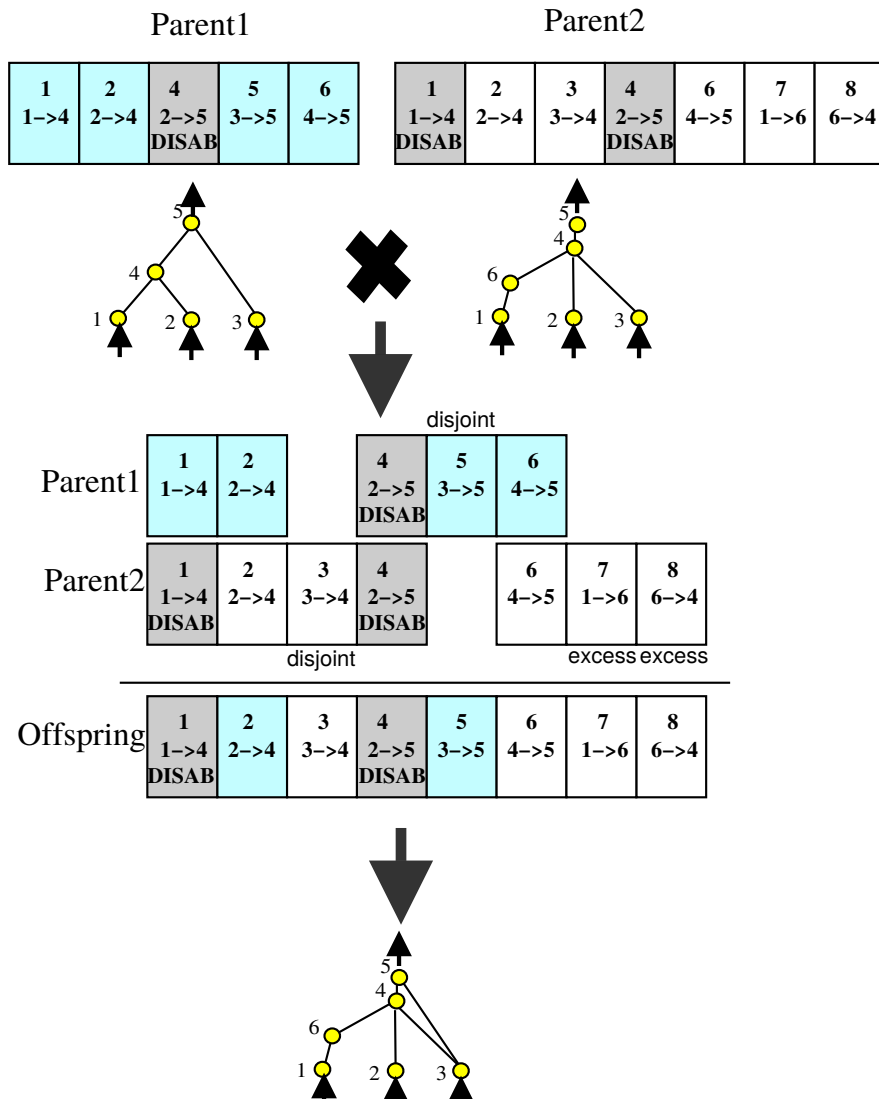 Parent1
Parent2
1 2 4 5 6
1->4 2->4 2->5 3->5 4->5
DISAB
1 2 3 4 6 7 8
1->4 2->4 3->4 2->5 4->5 1->6 6->4
DISAB DISAB
5
4
1 2 3
5
4
6
1 2 3
disjoint
Parent1
1 2 4 5 6
1->4 2->4 2->5 3->5 4->5
DISAB
Parent2
1 2 3 4 6 7 8
1->4 2->4 3->4 2->5 4->5 1->6 6->4
DISAB DISAB
disjoint excess excess
Offspring
1 2 3 4 5 6 7 8
1->4 2->4 3->4 2->5 3->5 4->5 1->6 6->4
DISAB DISAB
5
4
6
1 2 3